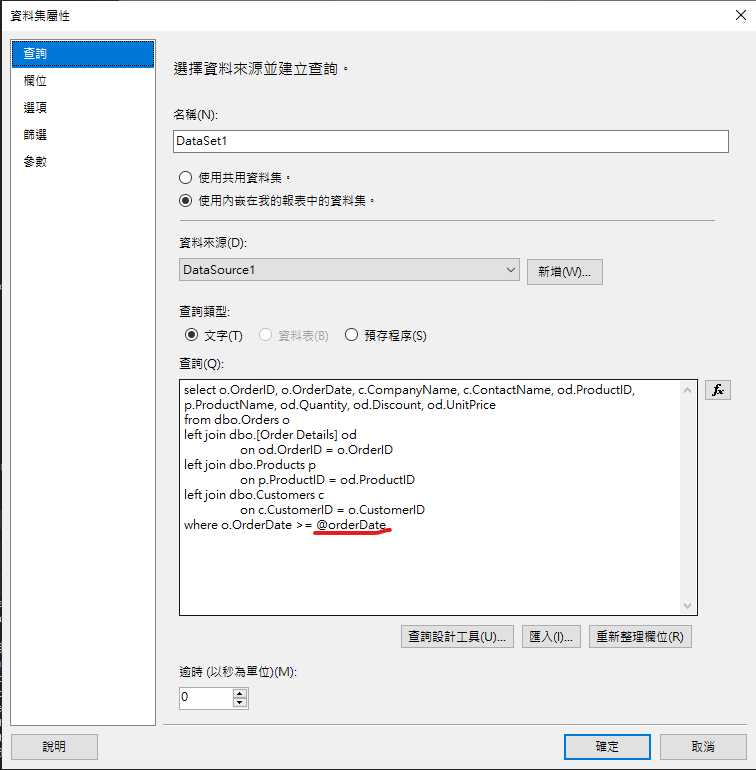 資料集屬性
查詢
欄位
選項
篩選
參數
選擇資料來源並建立查詢。
名稱(N):
DataSet1
使用共用資料集。
使用內嵌在我的報表中的資料集。
資料來源(D):
DataSource1
新增(W)...
查詢類型:
文字(T) 資料表(B) 預存程序(S)
查詢(Q):
select o.OrderID, o.OrderDate, c.CompanyName, c.ContactName, od.ProductID,
p.ProductName, od.Quantity, od.Discount, od.UnitPrice
from dbo.Orders o
left join dbo.[Order Details] od
on od.OrderID = o.OrderID
left join dbo.Products p
on p.ProductID = od.ProductID
left join dbo.Customers c
on c.CustomerID = o.CustomerID
where o.OrderDate >= @orderDate
fx
查詢設計工具(U)... 匯入(I)... 重新整理欄位(R)
逾時 (以秒為單位)(M):
0
說明 確定 取消